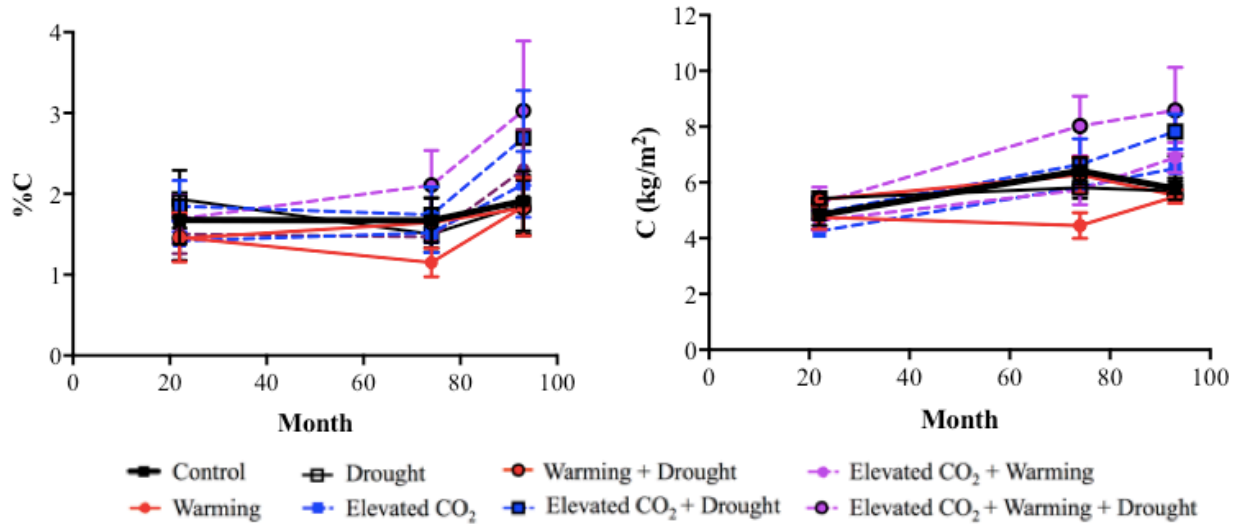 4
3
2
1
0
%C
0 20 40 60 80 100
Month
12
10
8
6
4
2
0
C (kg/m²)
0 20 40 60 80 100
Month
Control
Drought
Warming + Drought
Elevated CO₂ + Warming
Warming
Elevated CO₂
Elevated CO₂ + Drought
Elevated CO₂ + Warming + Drought